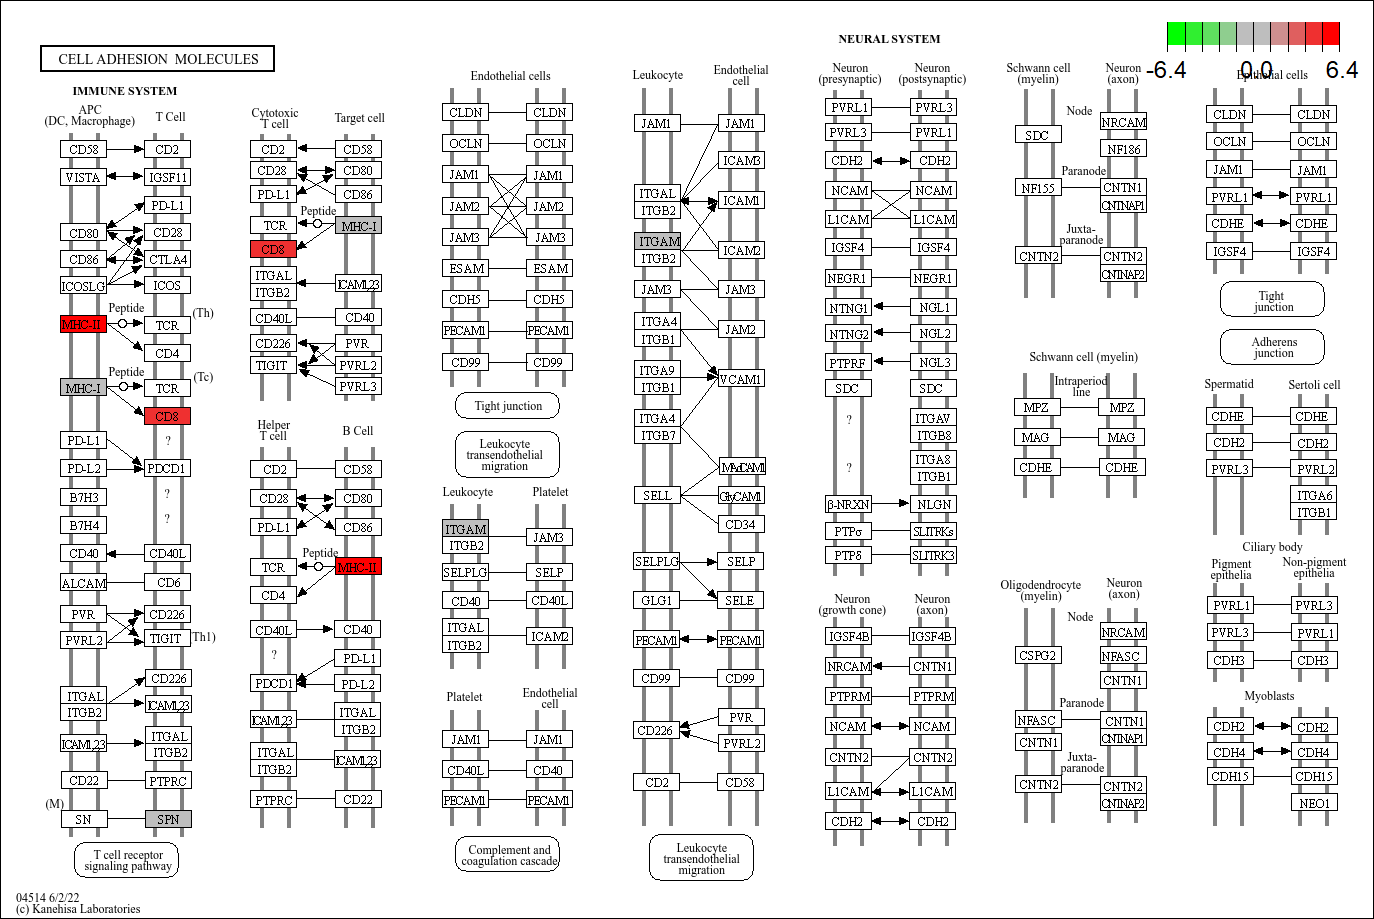 CELL ADHESION MOLECULES
NEURAL SYSTEM
-6.4
0.0
6.4
IMMUNE SYSTEM
APC
(DC, Macrophage)
T Cell
CD58
CD2
VISTA
IGSF11
PD-L1
CD80
CD28
CD86
CTLA4
ICOSLG
ICOS
Peptide
(Th)
MHC-II
TCR
CD4
Peptide
(Tc)
MHC-I
TCR
CD8
PD-L1
?
PD-L2
PDCD1
B7H3
?
B7H4
?
CD40
CD40L
ALCAM
CD6
PVR
CD226
PVRL2
TIGIT
Th1)
CD226
ITGAL
ITGB2
ICAM1,2,3
ICAM1,2,3
ITGAL
ITGB2
CD22
PTPRC
(M)
SN
SPN
T cell receptor
signaling pathway
04514 6/2/22
(c) Kanehisa Laboratories
Cytotoxic
T cell
Target cell
CD2
CD58
CD28
CD80
PD-L1
CD86
Peptide
TCR
MHC-I
CD8
ITGAL
ITGB2
ICAM1,2,3
CD40L
CD40
CD226
PVR
TIGIT
PVRL2
PVRL3
Helper
T cell
B Cell
CD2
CD58
CD28
CD80
PD-L1
CD86
Peptide
TCR
MHC-II
CD4
CD40L
CD40
?
PD-L1
PDCD1
PD-L2
ICAM1,2,3
ITGAL
ITGB2
ITGAL
ITGB2
ICAM1,2,3
PTPRC
CD22
Endothelial cells
CLDN
CLDN
OCLN
OCLN
JAM1
JAM1
JAM2
JAM2
JAM3
JAM3
ESAM
ESAM
CDH5
CDH5
PECAM1
PECAM1
CD99
CD99
Tight junction
Leukocyte
transendothelial
migration
Leukocyte
Platelet
ITGAM
ITGB2
JAM3
SELPLG
SELP
CD40
CD40L
ITGAL
ITGB2
ICAM2
Platelet
Endothelial
cell
JAM1
JAM1
CD40L
CD40
PECAM1
PECAM1
Complement and
coagulation cascade
Leukocyte
Endothelial
cell
JAM1
JAM1
ICAM3
ITGAL
ITGB2
ICAM1
ITGAM
ITGB2
ICAM2
JAM3
JAM3
ITGA4
ITGB1
JAM2
ITGA9
ITGB1
VCAM1
ITGA4
ITGB7
MAdCAM1
SELL
GlyCAM1
CD34
SELPLG
SELP
GLG1
SELE
PECAM1
PECAM1
CD99
CD99
PVR
CD226
PVRL2
CD2
CD58
Leukocyte
transendothelial
migration
Neuron
(presynaptic)
Neuron
(postsynaptic)
PVRL1
PVRL3
PVRL3
PVRL1
CDH2
CDH2
NCAM
NCAM
L1CAM
L1CAM
IGSF4
IGSF4
NEGR1
NEGR1
NTNG1
NGL1
NTNG2
NGL2
PTPRF
NGL3
SDC
SDC
?
ITGAV
ITGB8
?
ITGA8
ITGB1
β-NRXN
NLGN
PTPσ
SLITRKs
PTPδ
SLITRK3
Neuron
(growth cone)
Neuron
(axon)
IGSF4B
IGSF4B
NRCAM
CNTN1
PTPRM
PTPRM
NCAM
NCAM
CNTN2
CNTN2
L1CAM
L1CAM
CDH2
CDH2
Schwann cell
(myelin)
Neuron
(axon)
Node
NRCAM
SDC
NF186
Paranode
NF155
CNTN1
CNTNAP1
Juxta-
paranode
CNTN2
CNTN2
CNTNAP2
Schwann cell (myelin)
Intraperiod
line
MPZ
MPZ
MAG
MAG
CDHE
CDHE
Oligodendrocyte
(myelin)
Neuron
(axon)
Node
NRCAM
CSPG2
NFASC
CNTN1
Paranode
NFASC
CNTN1
CNTNAP1
CNTN1
Juxta-
paranode
CNTN2
CNTN2
CNTNAP2
Epithelial cells
CLDN
CLDN
OCLN
OCLN
JAM1
JAM1
PVRL1
PVRL1
CDHE
CDHE
IGSF4
IGSF4
Tight
junction
Adherens
junction
Spermatid
Sertoli cell
CDHE
CDHE
CDH2
CDH2
PVRL3
PVRL2
ITGA6
ITGB1
Ciliary body
Pigment
epithelia
Non-pigment
epithelia
PVRL1
PVRL3
PVRL3
PVRL1
CDH3
CDH3
Myoblasts
CDH2
CDH2
CDH4
CDH4
CDH15
CDH15
NEO1